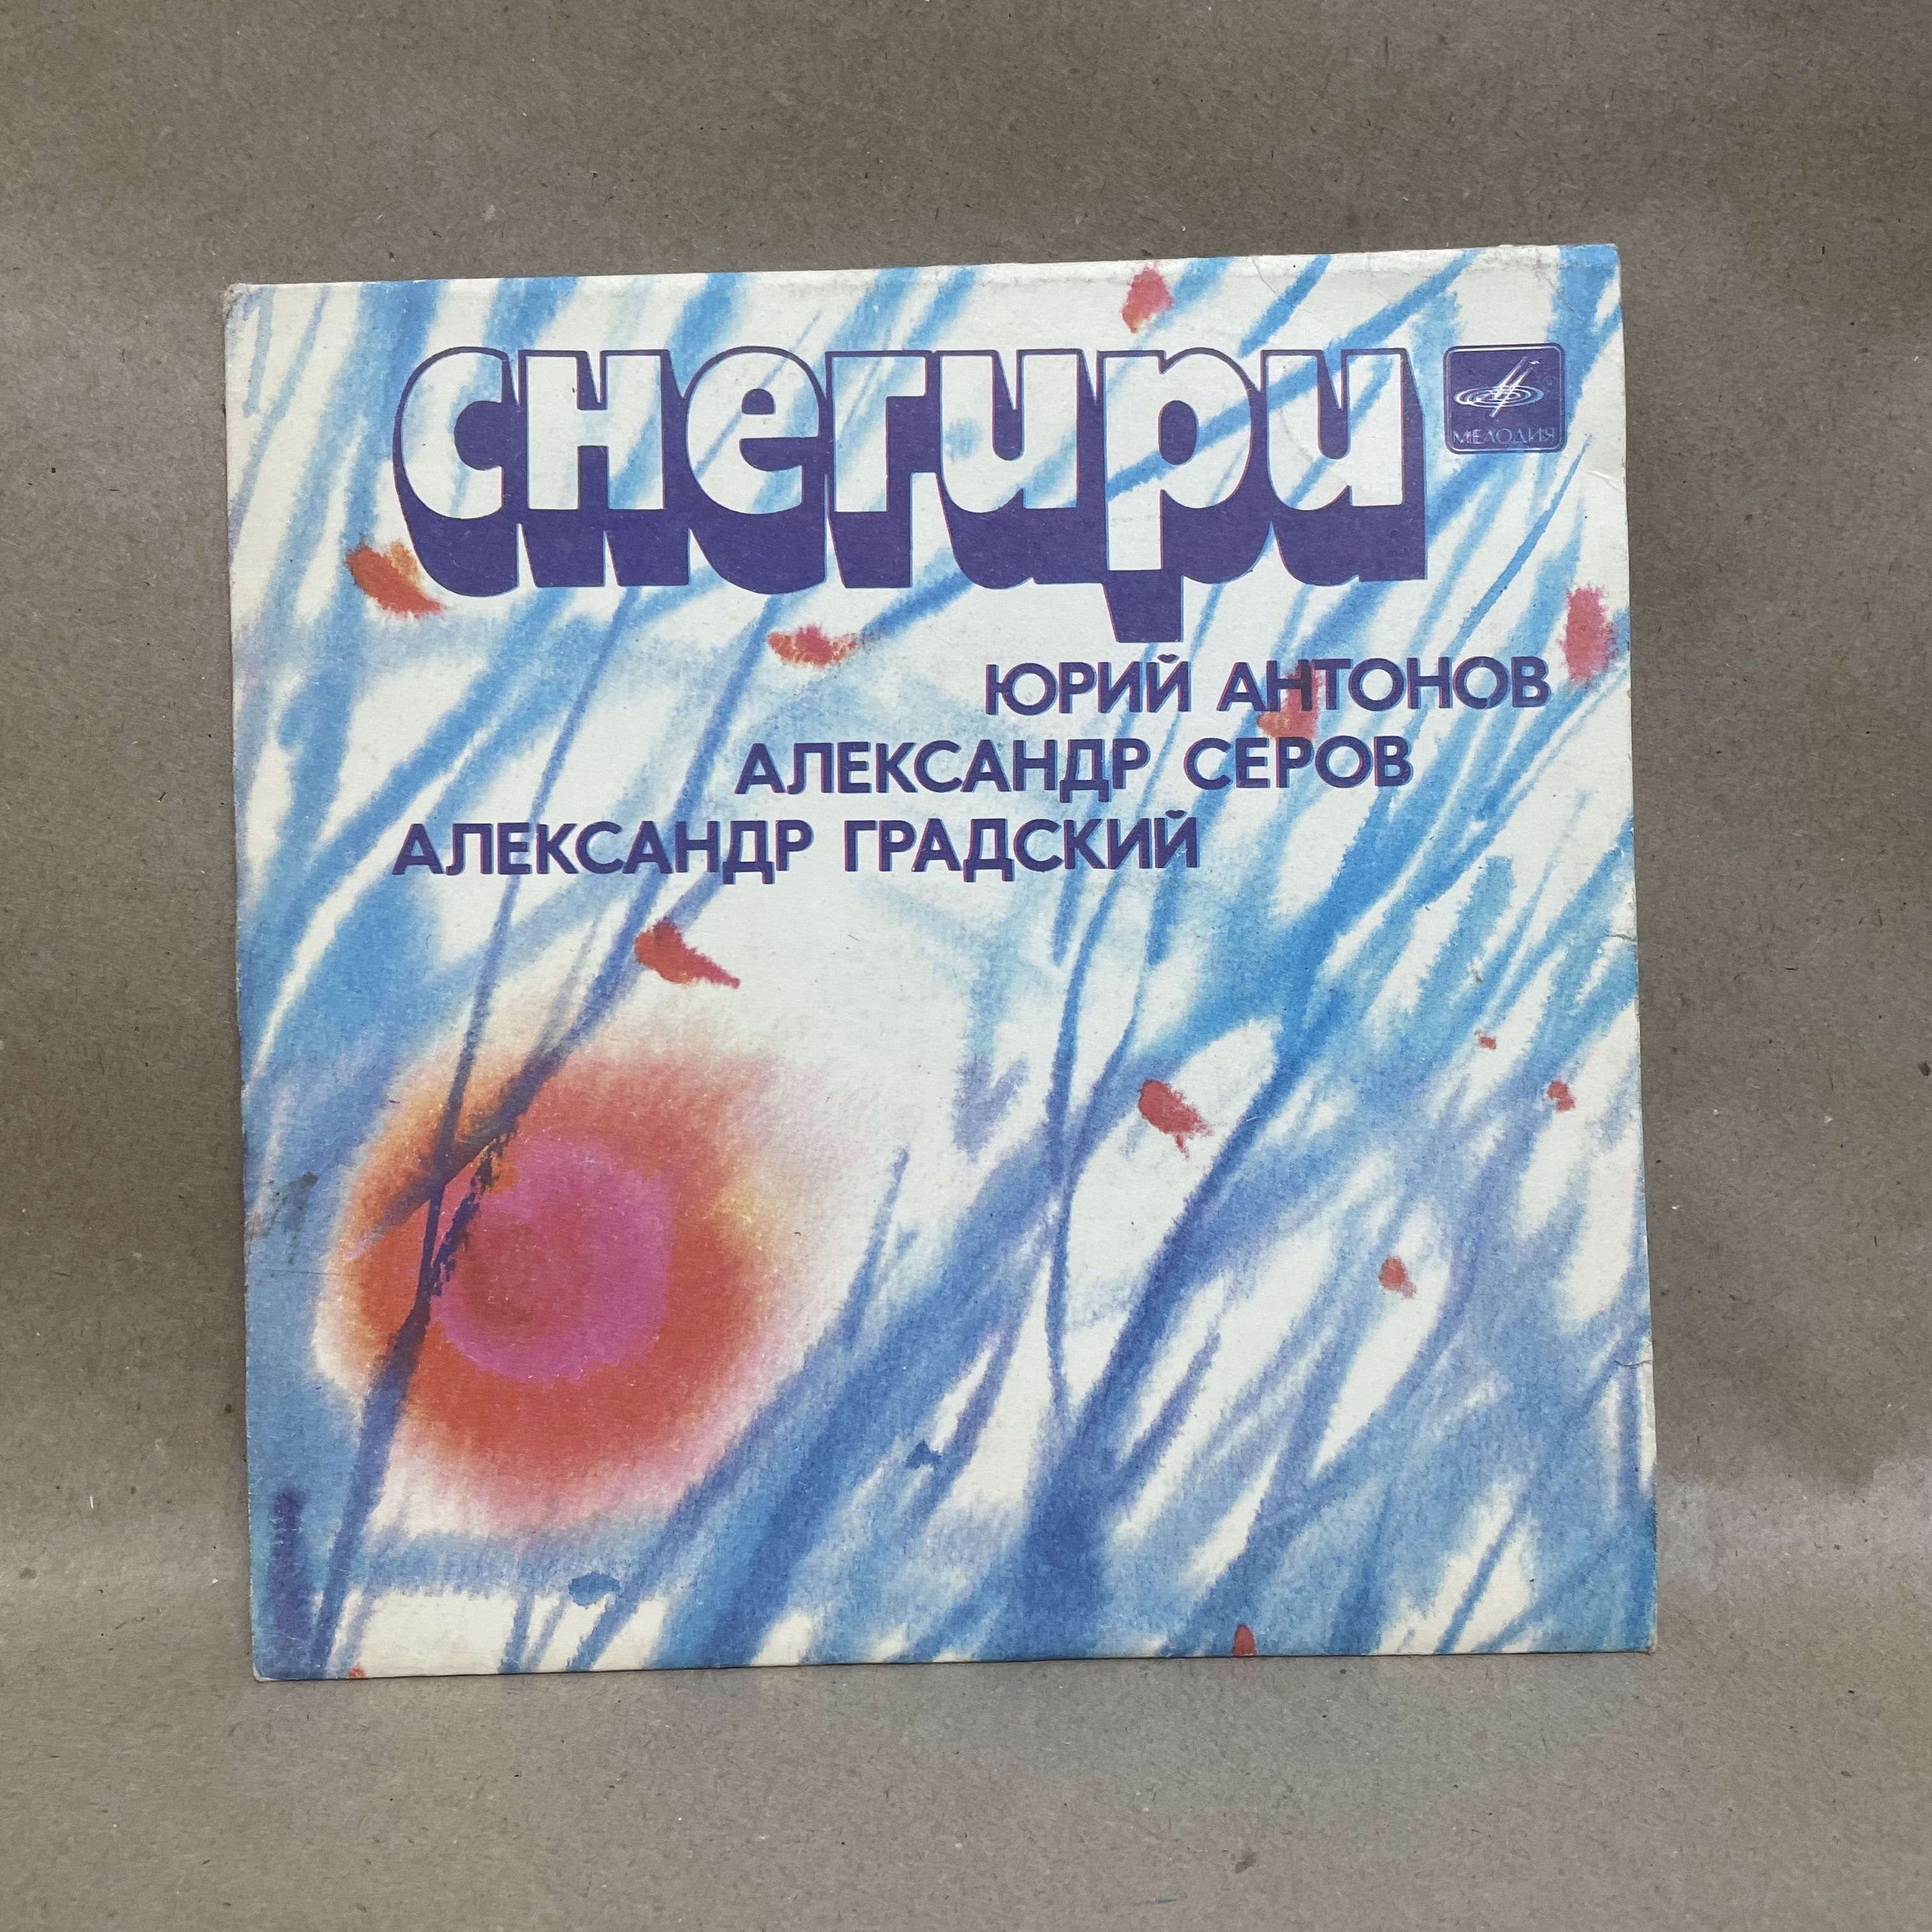 снегири
МЕЛОДИЯ
ЮРИЙ АНТОНОВ
АЛЕКСАНДР СЕРОВ
АЛЕКСАНДР ГРАДСКИЙ